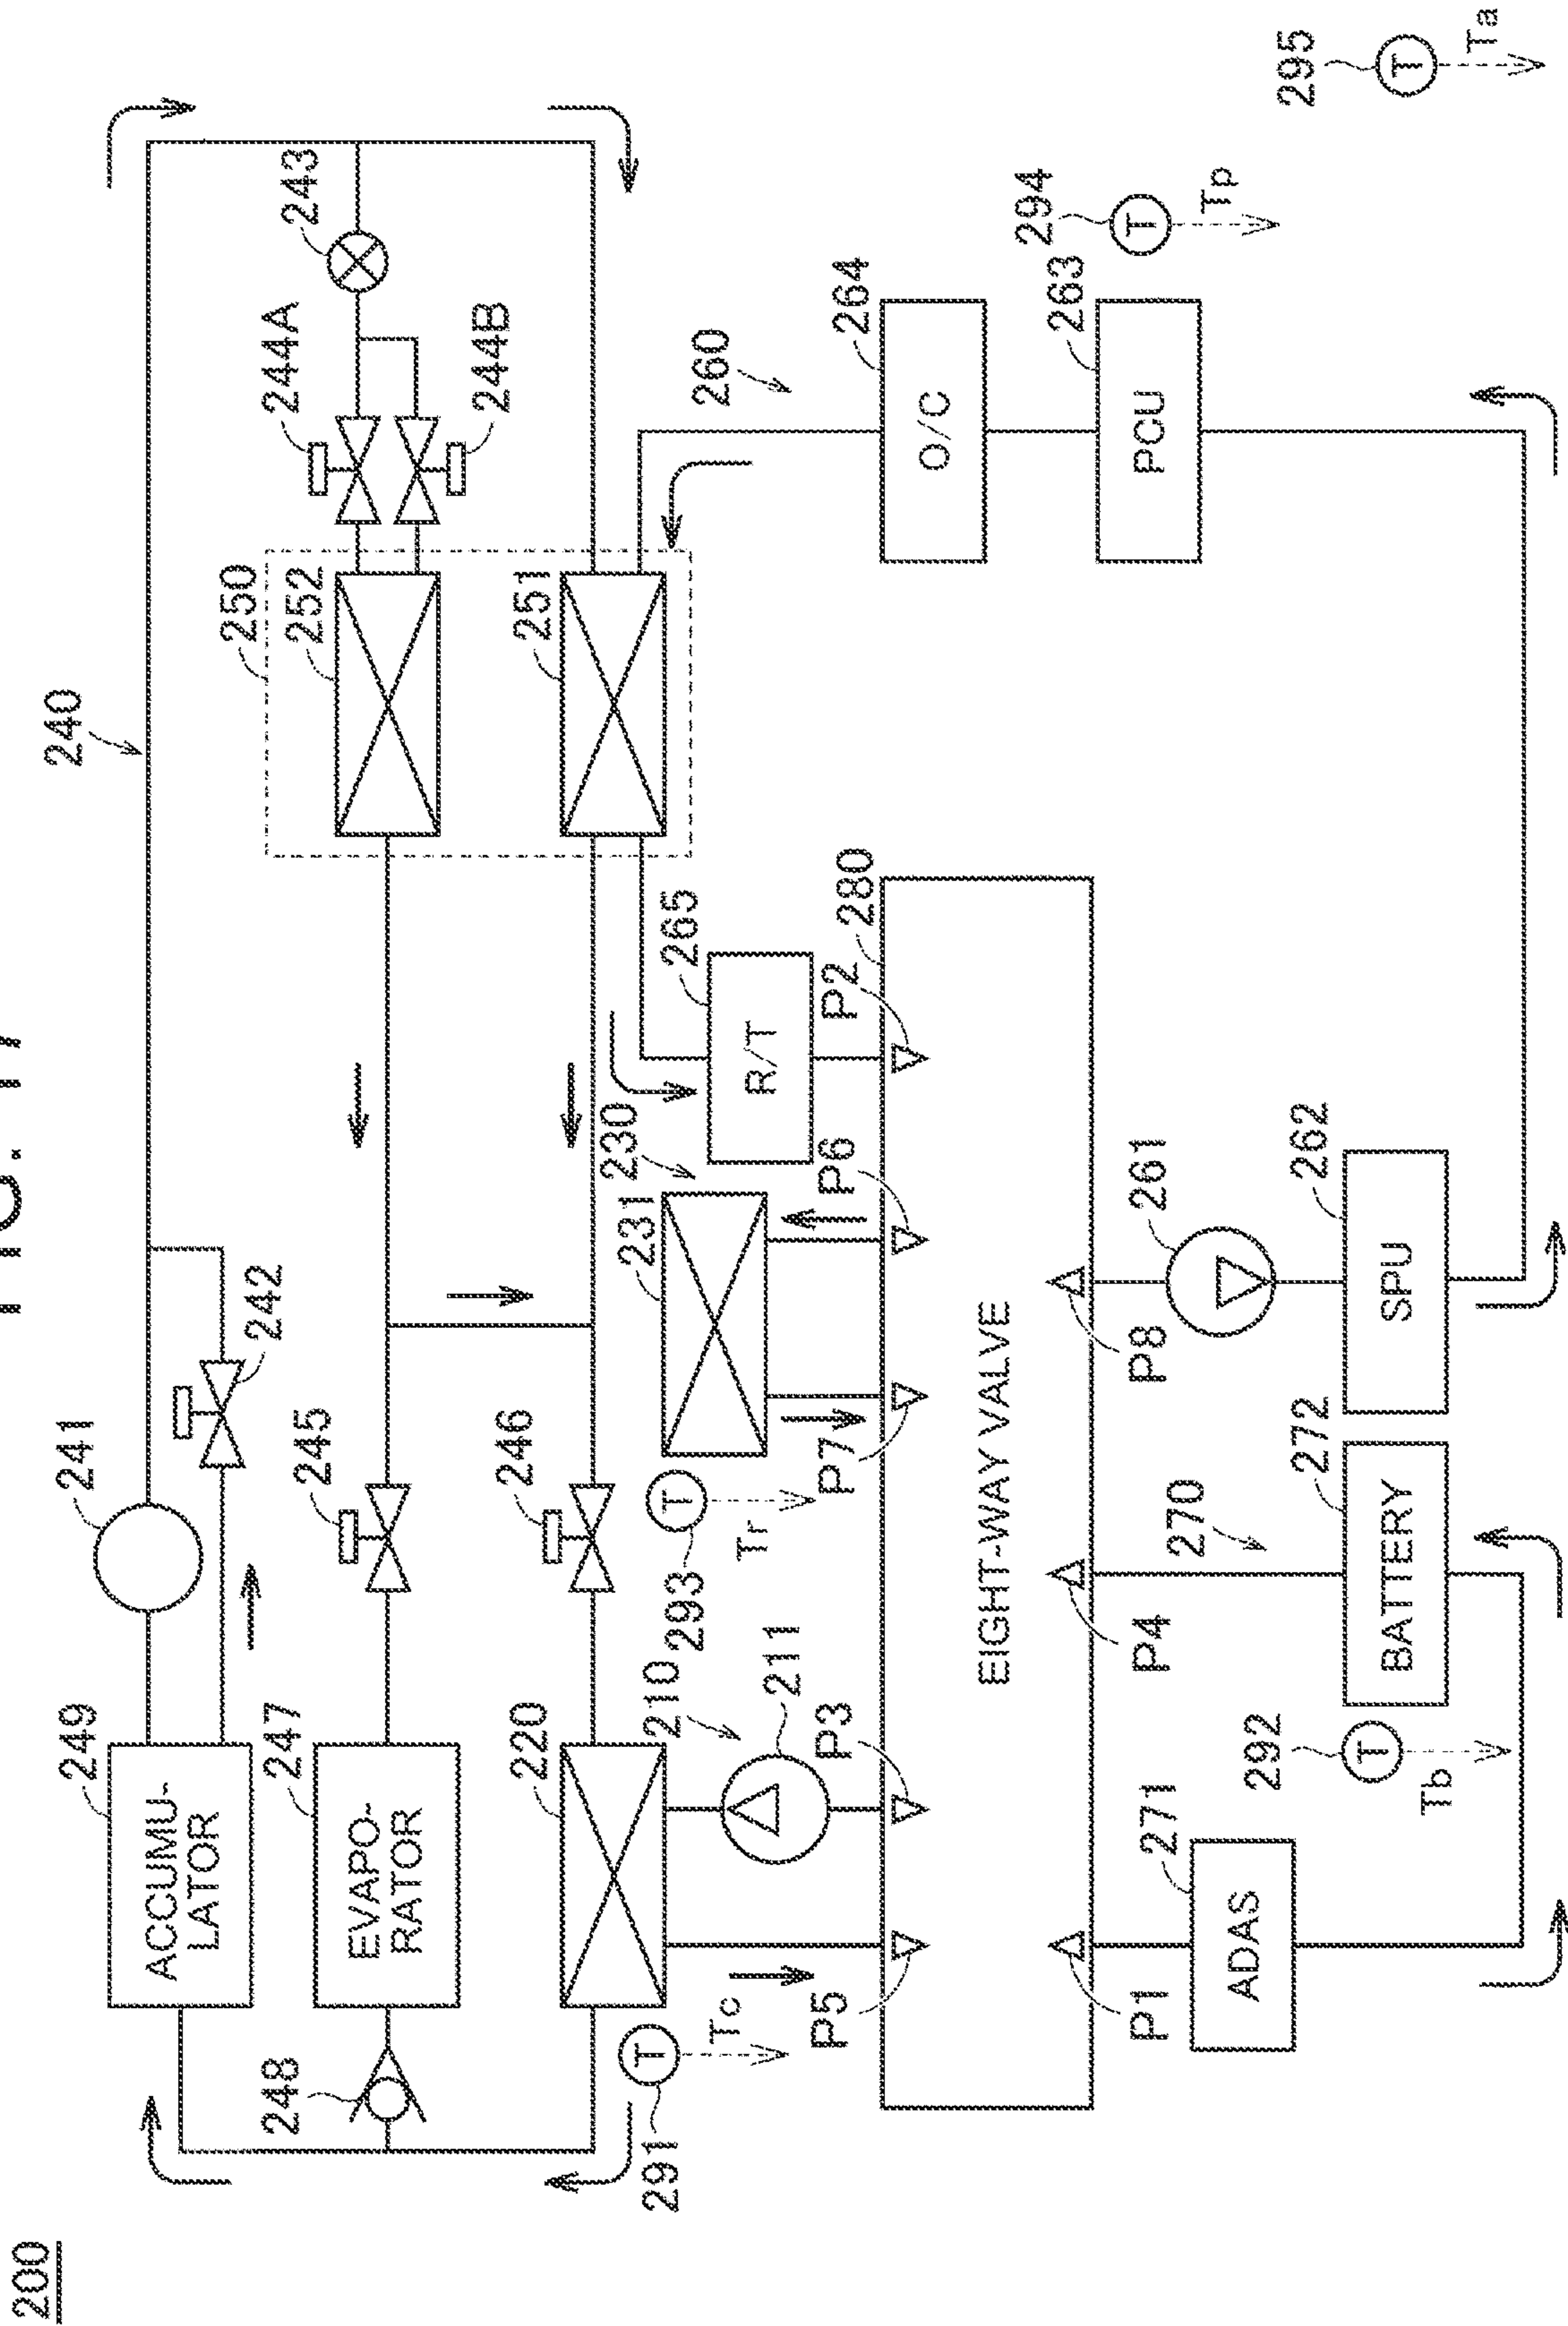 FIG. 17
200
240
249
241
ACCUMU-
LATOR
242
250
248
247
245
252
244A
243
EVAPO-
RATOR
244B
220
246
251
291
210
293
230
231
265
260
Tc
Tr
211
R/T
P5
P3
P7
P6
P2
280
264
O/C
EIGHT-WAY VALVE
P1
P4
P8
261
294
263
PCU
Tp
T
T
T
271
270
ADAS
292
272
262
295
T
BATTERY
SPU
T
Tb
Ta